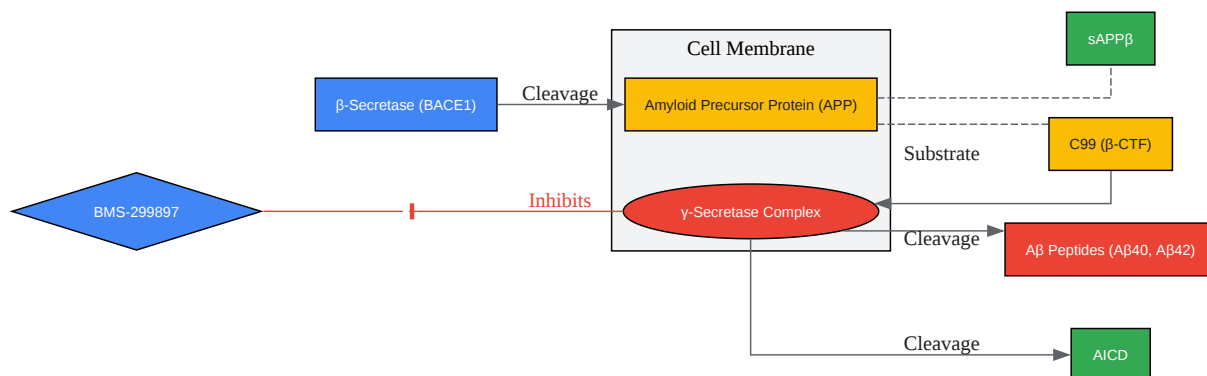 sAPPβ
Cell Membrane
β-Secretase (BACE1)
Cleavage
Amyloid Precursor Protein (APP)
C99 (β-CTF)
Substrate
BMS-299897
Inhibits
γ-Secretase Complex
Cleavage
Aβ Peptides (Aβ40, Aβ42)
Cleavage
AICD